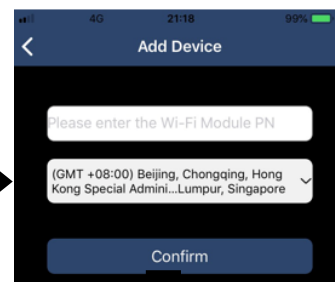 4G 21:18 99%
Add Device
Please enter the Wi-Fi Module PN
(GMT +08:00) Beijing, Chongqing, Hong
Kong Special Admini...Lumpur, Singapore
Confirm